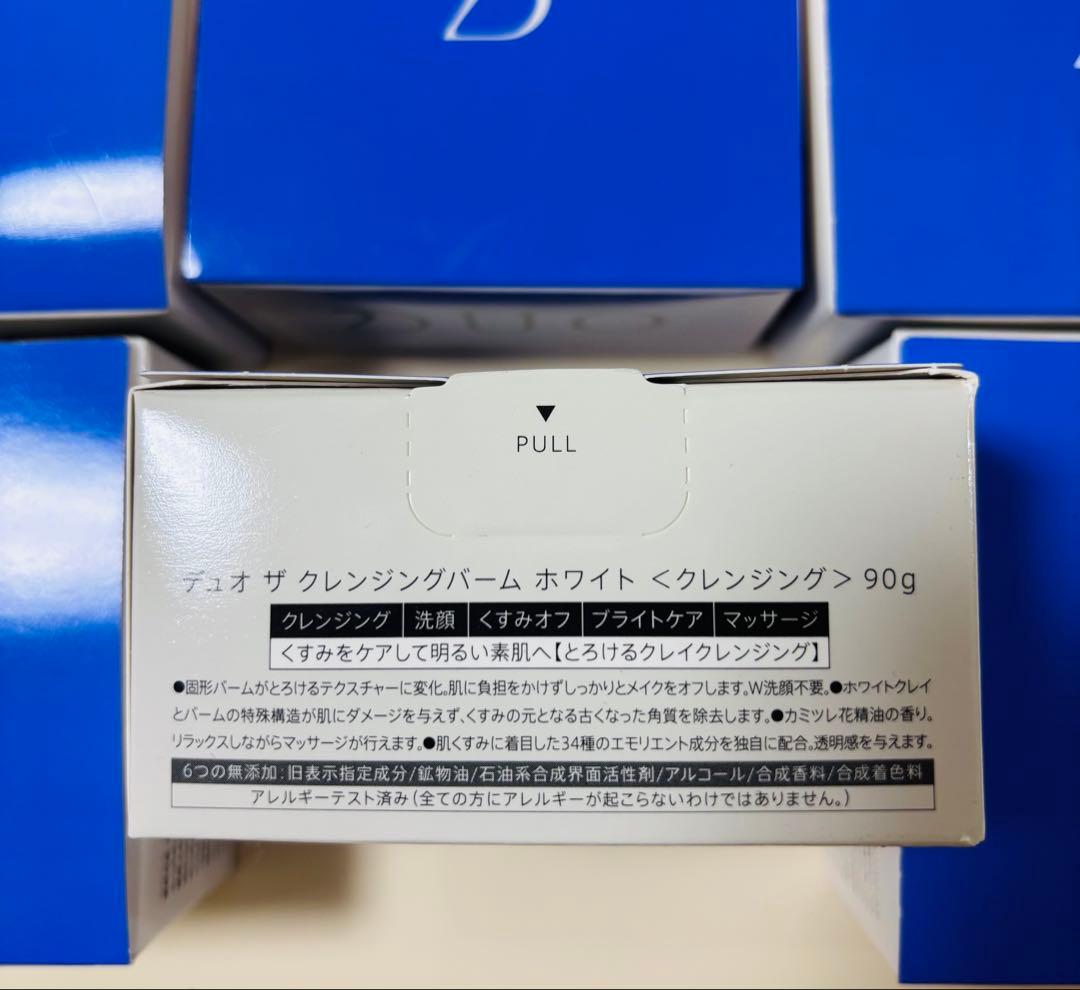 D
DUO
▼
PULL
デュオ ザ クレンジングバーム ホワイト ＜クレンジング＞ 90g
クレンジング 洗顔 くすみオフ ブライトケア マッサージ
くすみをケアして明るい素肌へ【とろけるクレイクレンジング】
●固形バームがとろけるテクスチャーに変化。肌に負担をかけずしっかりとメイクをオフします。W洗顔不要。●ホワイトクレイ
とバームの特殊構造が肌にダメージを与えず、くすみの元となる古くなった角質を除去します。●カミツレ花精油の香り。
リラックスしながらマッサージが行えます。●肌くすみに着目した34種のエモリエント成分を独自に配合。透明感を与えます。
6つの無添加：旧表示指定成分/鉱物油/石油系合成界面活性剤/アルコール/合成香料/合成着色料
アレルギーテスト済み（全ての方にアレルギーが起こらないわけではありません。）